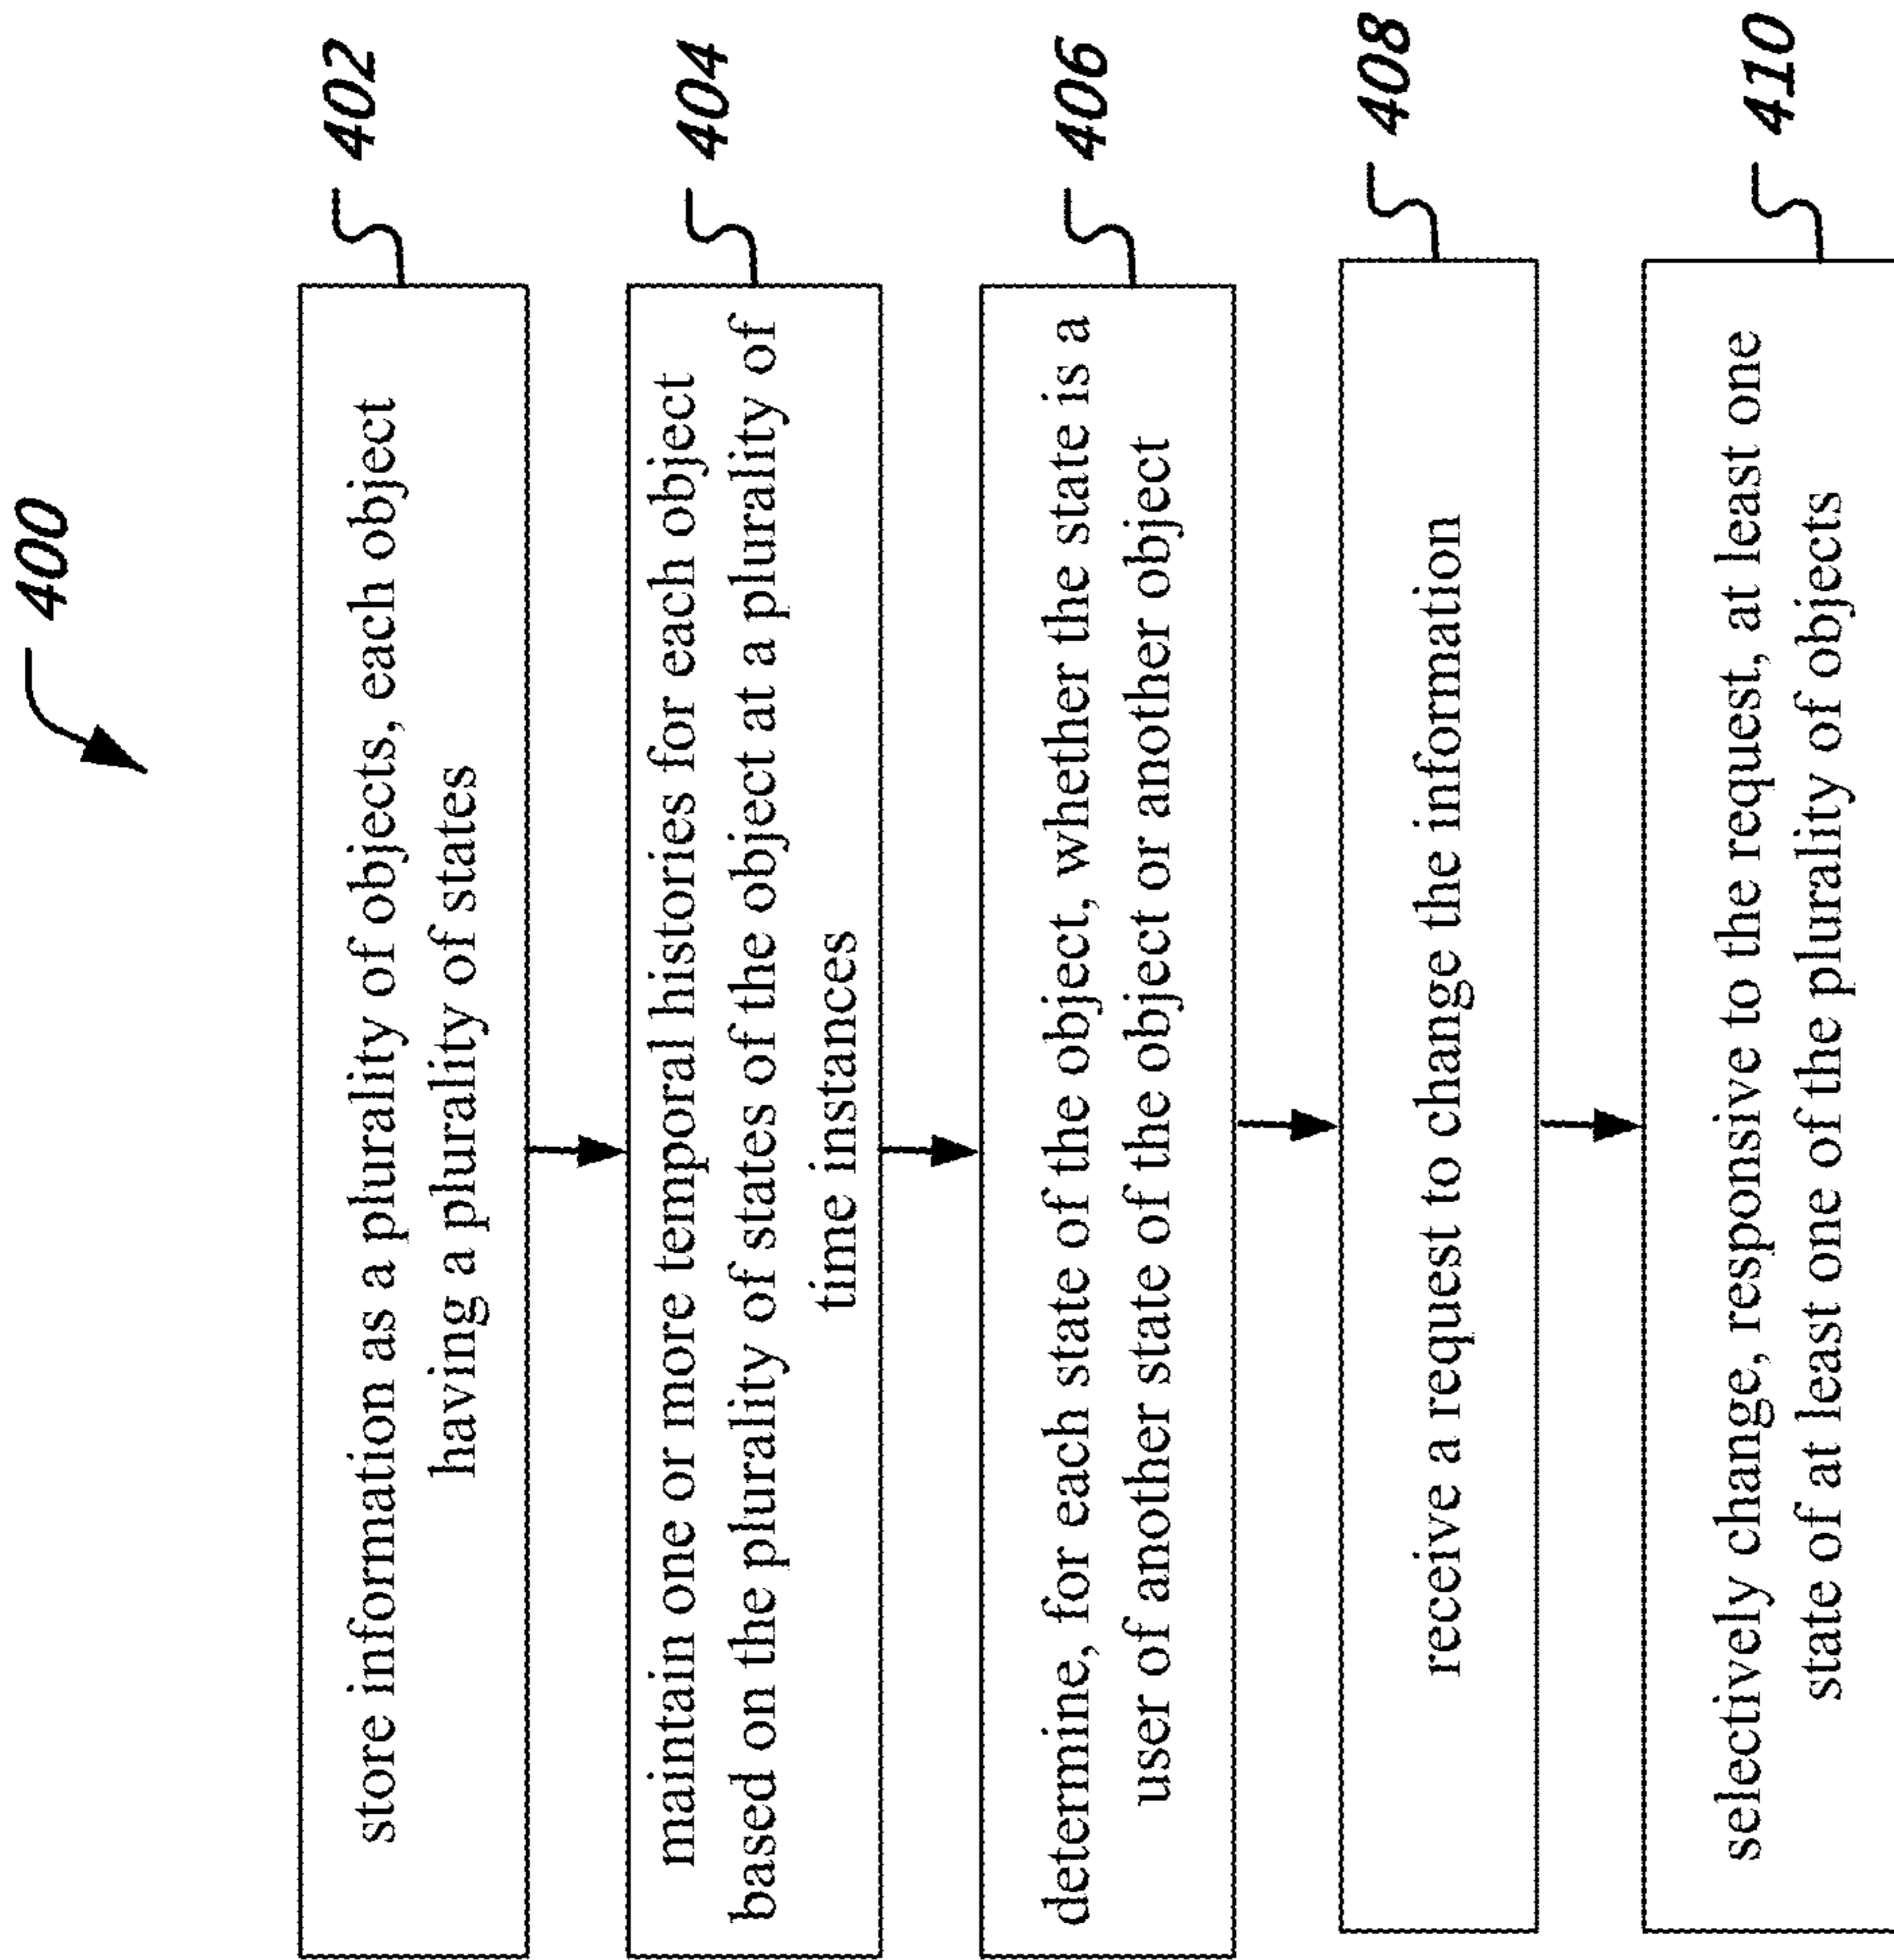 400
store information as a plurality of objects, each object
having a plurality of states
402
maintain one or more temporal histories for each object
based on the plurality of states of the object at a plurality of
time instances
404
determine, for each state of the object, whether the state is a
user of another state of the object or another object
406
receive a request to change the information
408
selectively change, responsive to the request, at least one
state of at least one of the plurality of objects
410